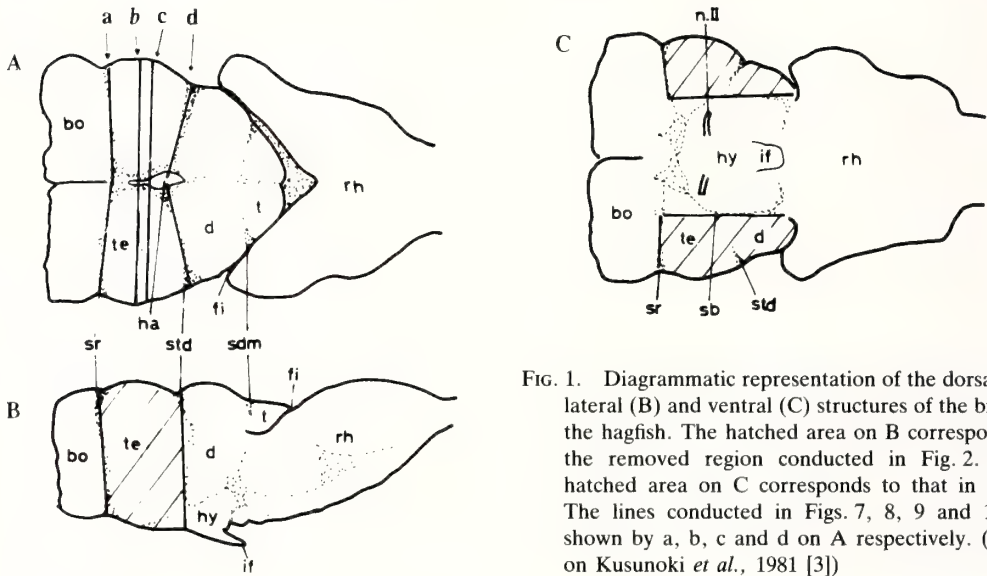 a b c d
A
bo
te
d
t
rh
ha
fi
sr std sdm
B
fi
bo
te
d
t
rh
hy
if
C
n.II
hy if
rh
bo
te
d
sr sb std
FIG. 1. Diagrammatic representation of the dorsa
lateral (B) and ventral (C) structures of the b
the hagfish. The hatched area on B correspo
the removed region conducted in Fig. 2.
hatched area on C corresponds to that in
The lines conducted in Figs. 7, 8, 9 and 1
shown by a, b, c and d on A respectively. (
on Kusunoki et al., 1981 [3])